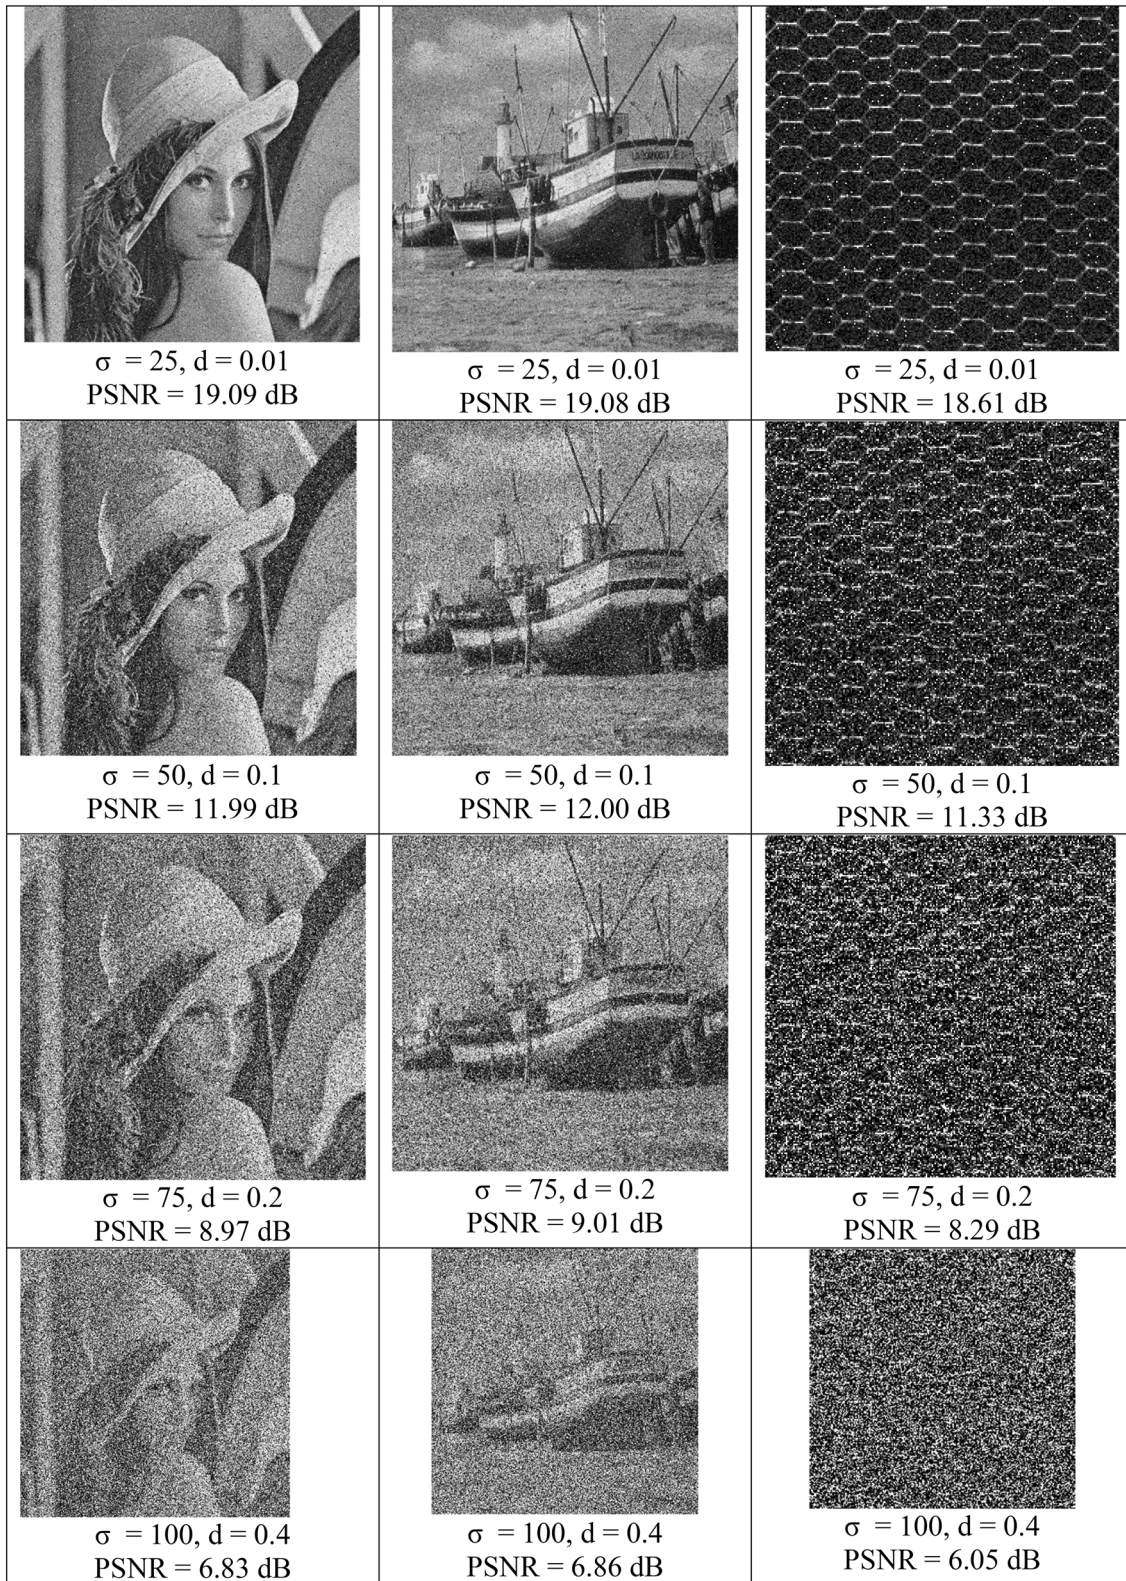 σ = 25, d = 0.01
PSNR = 19.09 dB
σ = 25, d = 0.01
PSNR = 19.08 dB
σ = 25, d = 0.01
PSNR = 18.61 dB
σ = 50, d = 0.1
PSNR = 11.99 dB
σ = 50, d = 0.1
PSNR = 12.00 dB
σ = 50, d = 0.1
PSNR = 11.33 dB
σ = 75, d = 0.2
PSNR = 8.97 dB
σ = 75, d = 0.2
PSNR = 9.01 dB
σ = 75, d = 0.2
PSNR = 8.29 dB
σ = 100, d = 0.4
PSNR = 6.83 dB
σ = 100, d = 0.4
PSNR = 6.86 dB
σ = 100, d = 0.4
PSNR = 6.05 dB